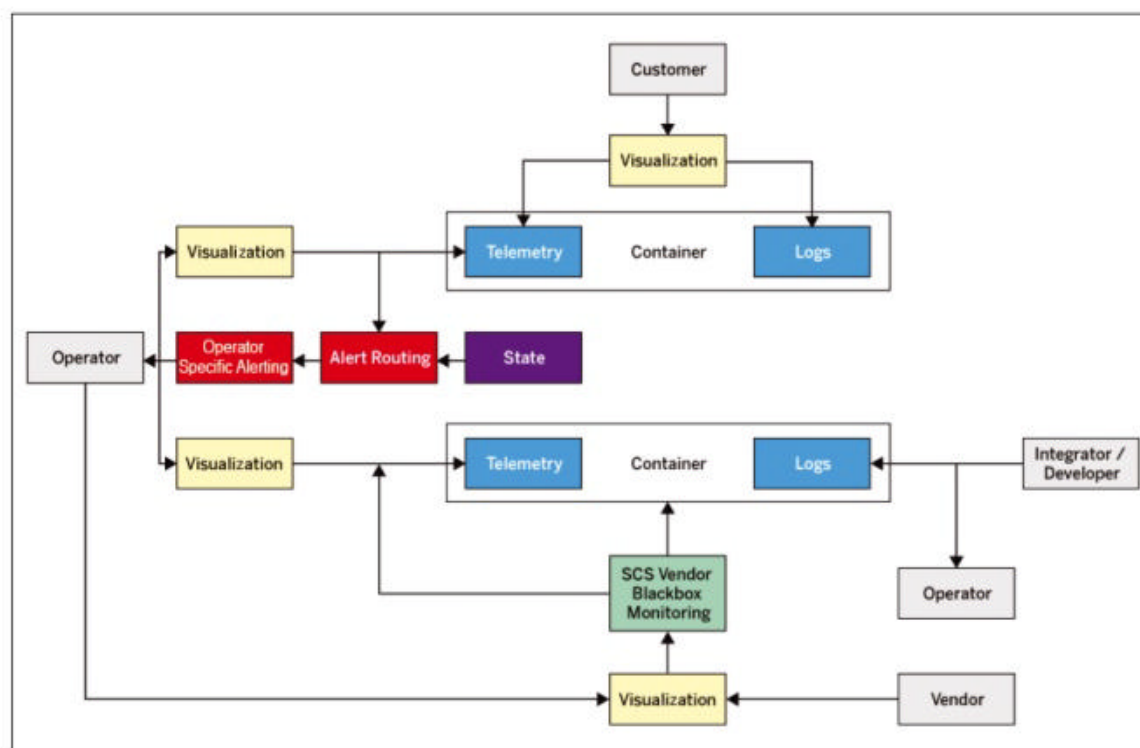 Customer
Visualization
Visualization
Telemetry
Container
Logs
Operator
Operator
Specific Alerting
Alert Routing
State
Visualization
Telemetry
Container
Logs
Integrator /
Developer
SCS Vendor
Blackbox
Monitoring
Operator
Visualization
Vendor